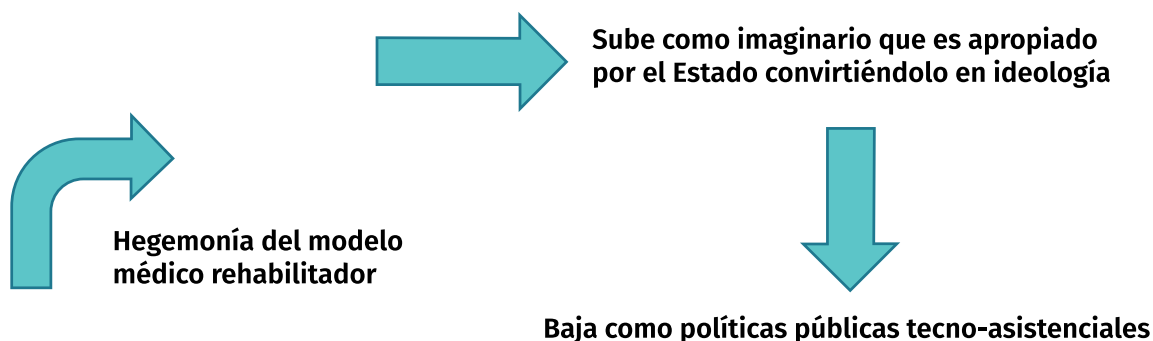 Sube como imaginario que es apropiado
por el Estado convirtiéndolo en ideología
Hegemonía del modelo
médico rehabilitador
Baja como políticas públicas tecno-asistenciales